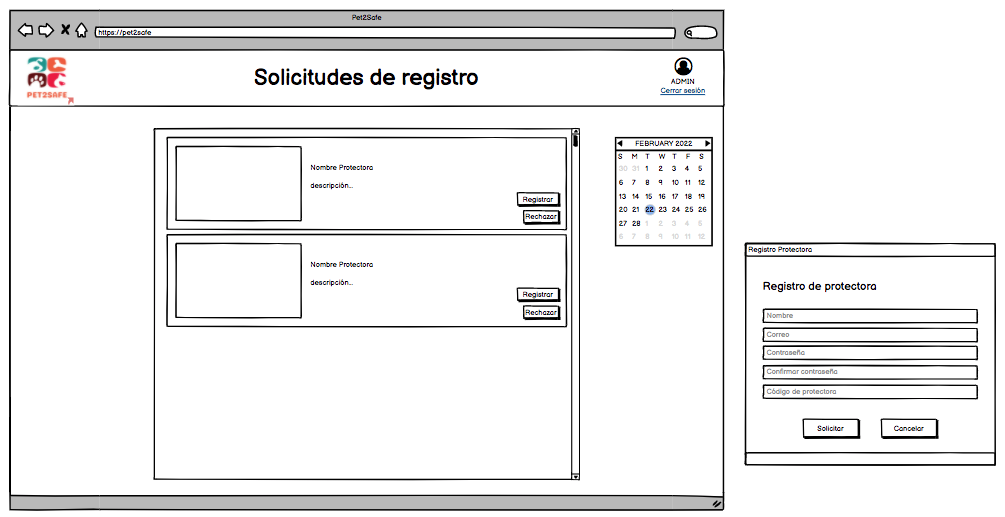 Pet2Safe
https://pet2safe
PET2SAFE
Solicitudes de registro
ADMIN
Cerrar sesión
Nombre Protectora
descripción...
Registrar
Rechazar
Nombre Protectora
descripción...
Registrar
Rechazar
FEBRUARY 2022
S M T W T F S
30 31 1 2 3 4 5
6 7 8 9 10 11 12
13 14 15 16 17 18 19
20 21 22 23 24 25 26
27 28 1 2 3 4 5
6 7 8 9 10 11 12
Registro Protectora
Registro de protectora
Nombre
Correo
Contraseña
Confirmar contraseña
Código de protectora
Solicitar Cancelar